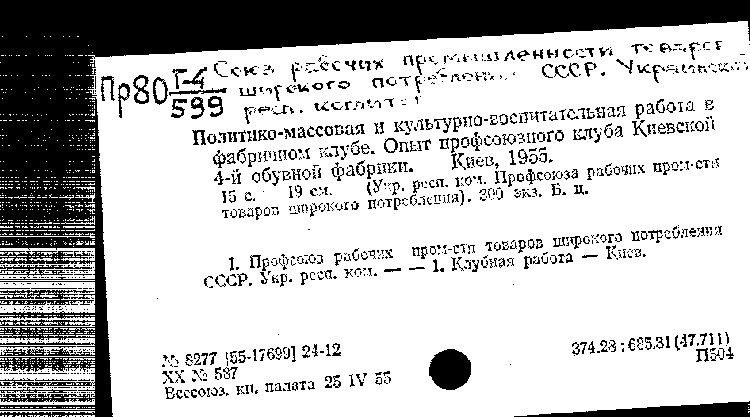 Пр80 Г-4/599
Союз рабочих промышленности товаров
широкого потребления СССР. Украинский
респ. комитет
Политико-массовая и культурно-воспитательная работа в
фабричном клубе. Опыт профсоюзного клуба Киевской
4-й обувной фабрики. Киев, 1955.
15 с. 19 см. (Укр. респ. ком. Профсоюза рабочих пром-сти
товаров широкого потребления). 300 экз. Б. ц.
1. Профсоюз рабочих пром-сти товаров широкого потребления
СССР. Укр. респ. ком. — — 1. Клубная работа — Киев.
№ 8277 [55-17699] 24-12
XX № 587
Всесоюз. кн. палата 25 IV 55
374.28 : 685.31 (47.711)
П504